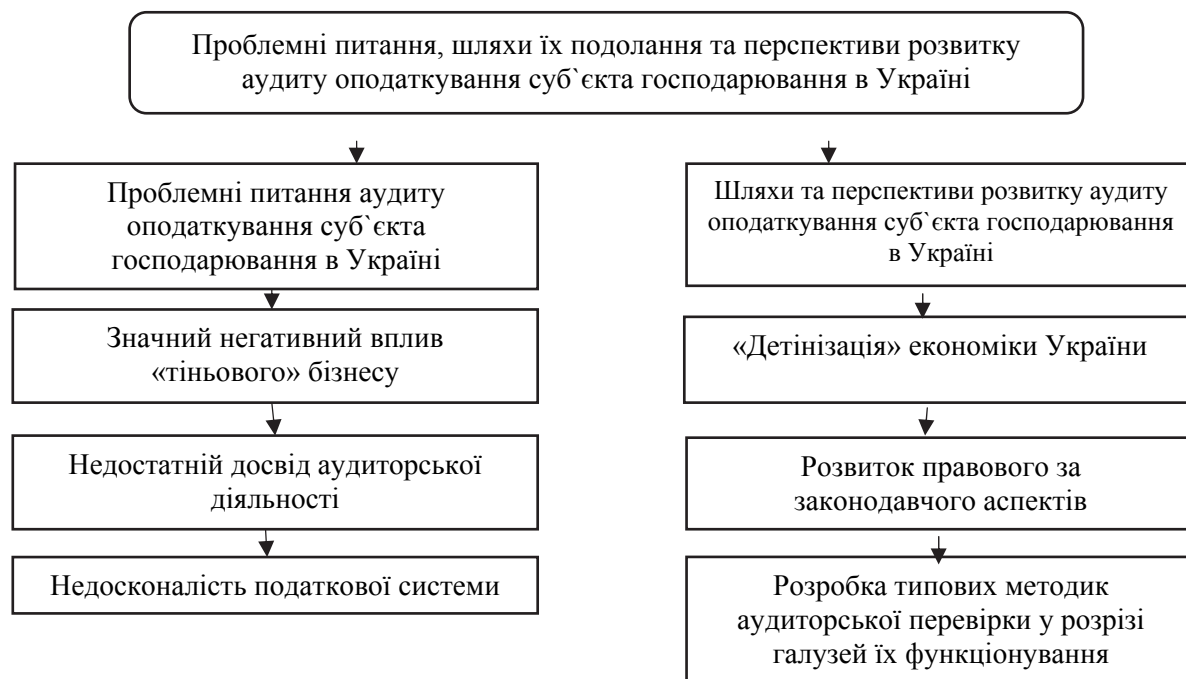 Проблемні питання, шляхи їх подолання та перспективи розвитку
аудиту оподаткування суб`єкта господарювання в Україні
Проблемні питання аудиту
оподаткування суб`єкта
господарювання в Україні
Значний негативний вплив
«тіньового» бізнесу
Недостатній досвід аудиторської
діяльності
Недосконалість податкової системи
Шляхи та перспективи розвитку аудиту
оподаткування суб`єкта господарювання
в Україні
«Детінізація» економіки України
Розвиток правового за
законодавчого аспектів
Розробка типових методик
аудиторської перевірки у розрізі
галузей їх функціонування